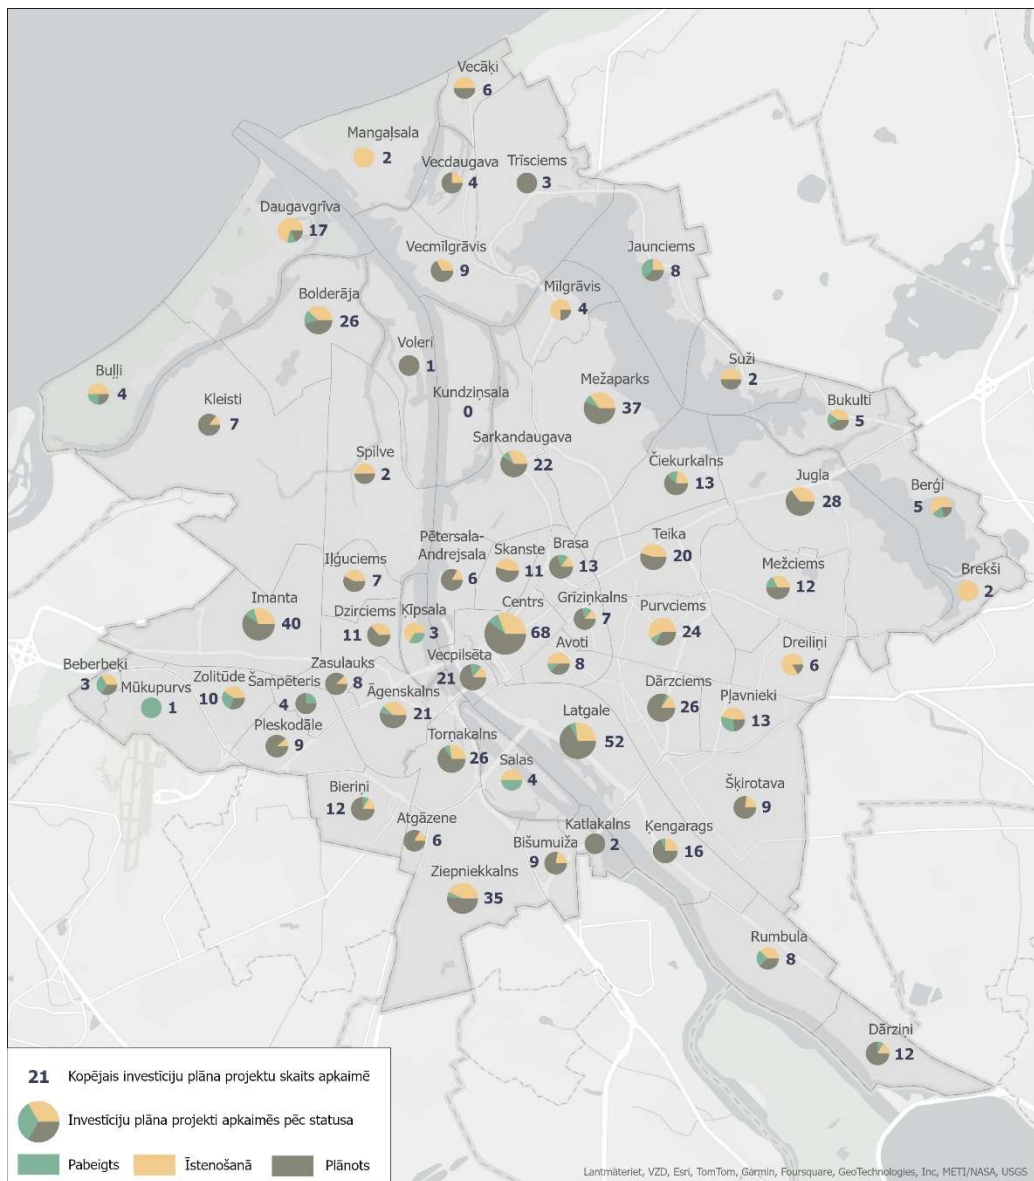 Vecāķi
6
Mangaļsala
2
Vecdaugava
4
Trīsciems
3
Daugavgrīva
17
Vecmīlgrāvis
9
Jaunciems
8
Bolderāja
26
Mīlgrāvis
4
Voleri
1
Buļļi
4
Kleisti
7
Kundziņsala
0
Mežaparks
37
Suži
2
Bukulti
5
Spilve
2
Sarkandaugava
22
Čiekurkalns
13
Jugla
28
Berģi
5
Iļģuciems
7
Pētersala-
Andrejsala
6
Skanste
11
Brasa
13
Teika
20
Mežciems
12
Brekši
2
Imanta
40
Dzirciems
11
Ķīpsala
3
Centrs
68
Grīziņkalns
7
Purvciems
24
Dreiliņi
6
Beberbeķi
3
Mūkupurvs
1
Zolitūde
10
Šampēteris
4
Zasulauks
8
Vecpilsēta
21
Avoti
8
Āgenskalns
21
Dārzciems
26
Pļavnieki
13
Pleskodāle
9
Torņakalns
26
Latgale
52
Salas
4
Bieriņi
12
Atgāzene
6
Bišumuiža
9
Katlakalns
2
Ķengarags
16
Šķirotava
9
Ziepniekkalns
35
Rumbula
8
Dārziņi
12
21 Kopējais investīciju plāna projektu skaits apkaimē
Investīciju plāna projekti apkaimēs pēc statusa
Pabeigts Īstenošanā Plānots
Lantmäteriet, VZD, Esri, TomTom, Garmin, Foursquare, GeoTechnologies, Inc, METI/NASA, USGS